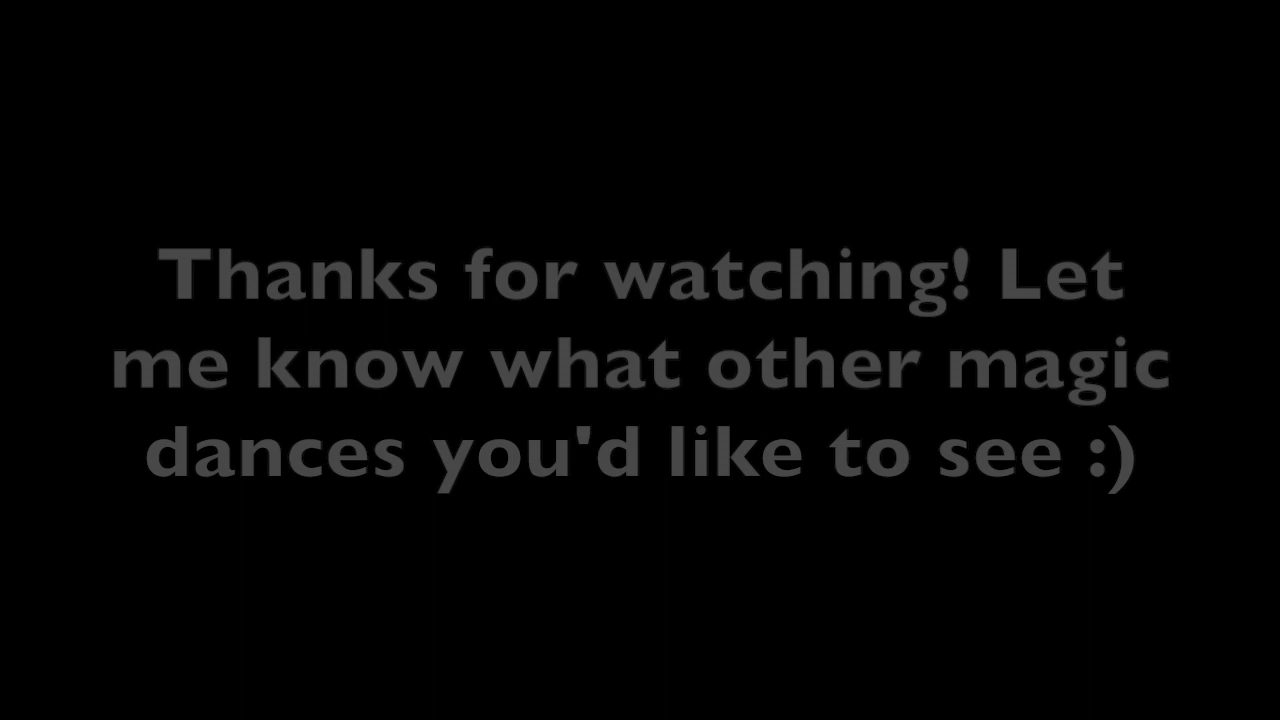 Thanks for watching! Let
me know what other magic
dances you'd like to see :)